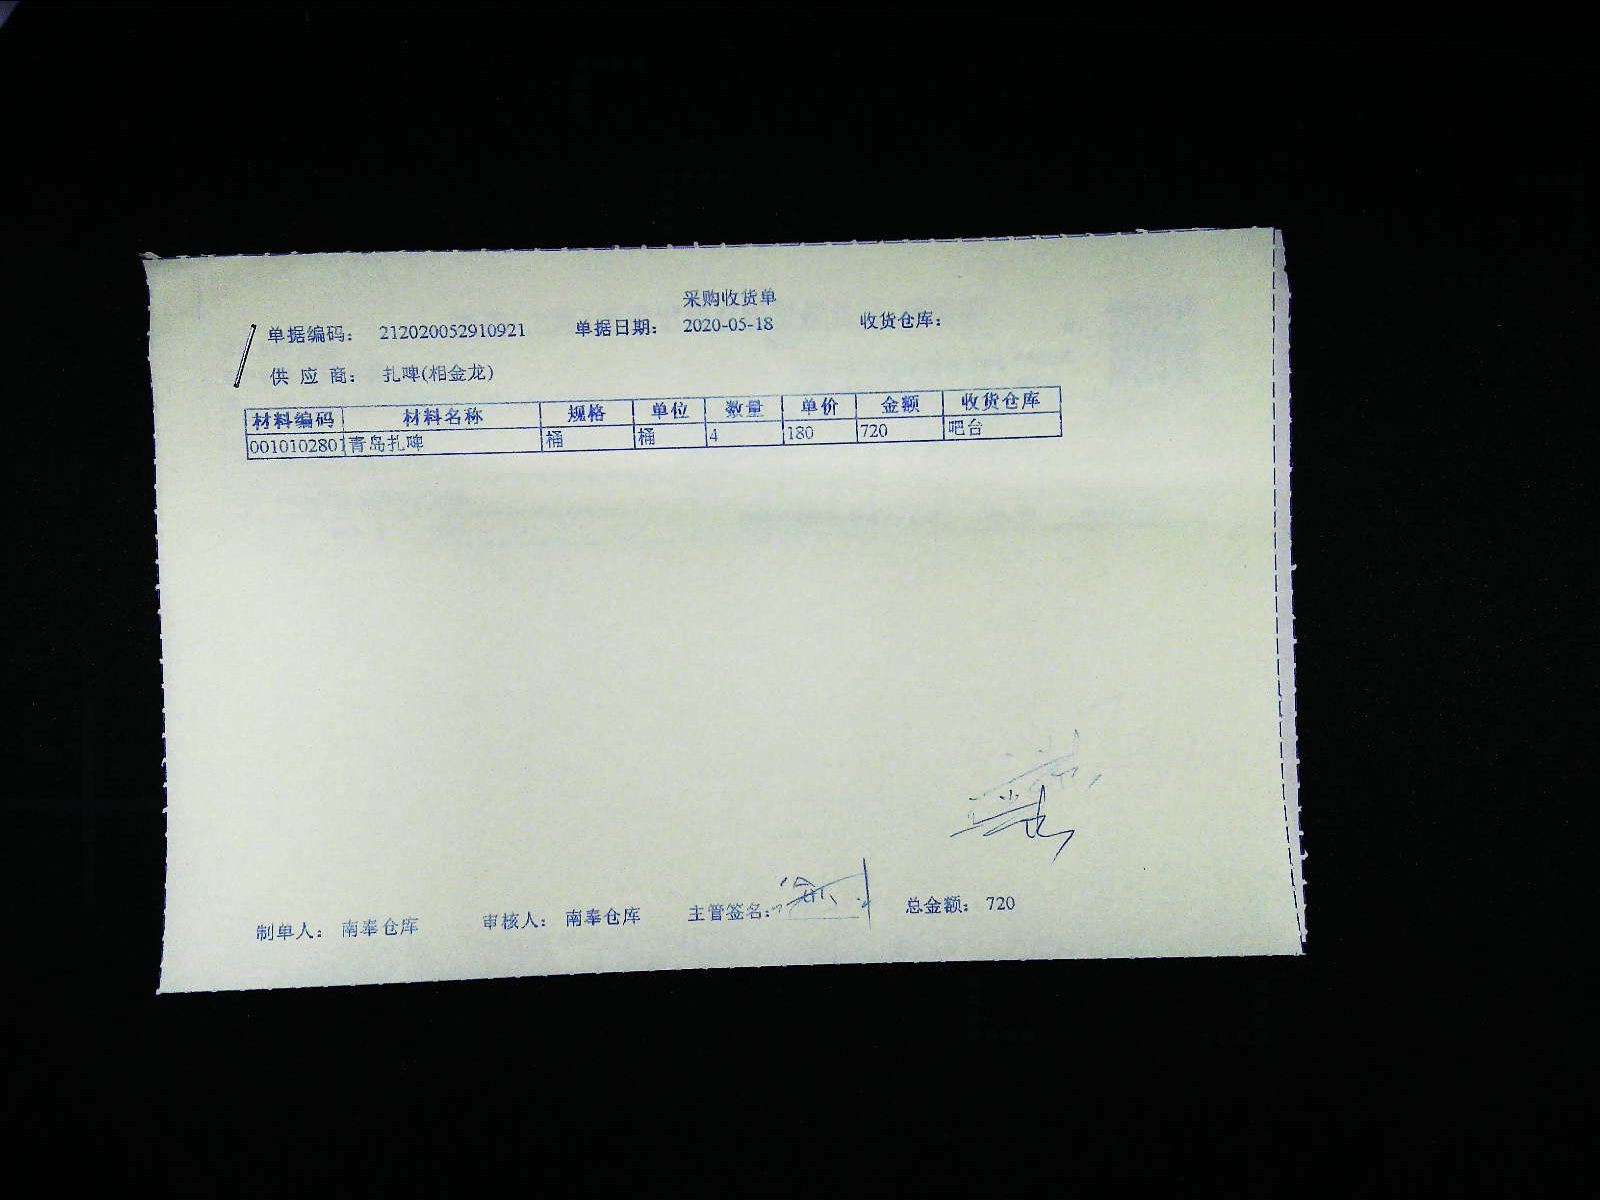 采购收货单
单据编码： 212020052910921 单据日期： 2020-05-18 收货仓库：
供 应 商： 扎啤(相金龙)
材料编码 材料名称 规格 单位 数量 单价 金额 收货仓库
0010102801 青岛扎啤 桶 桶 4 180 720 吧台
制单人： 南奉仓库 审核人： 南奉仓库 主管签名： 总金额： 720